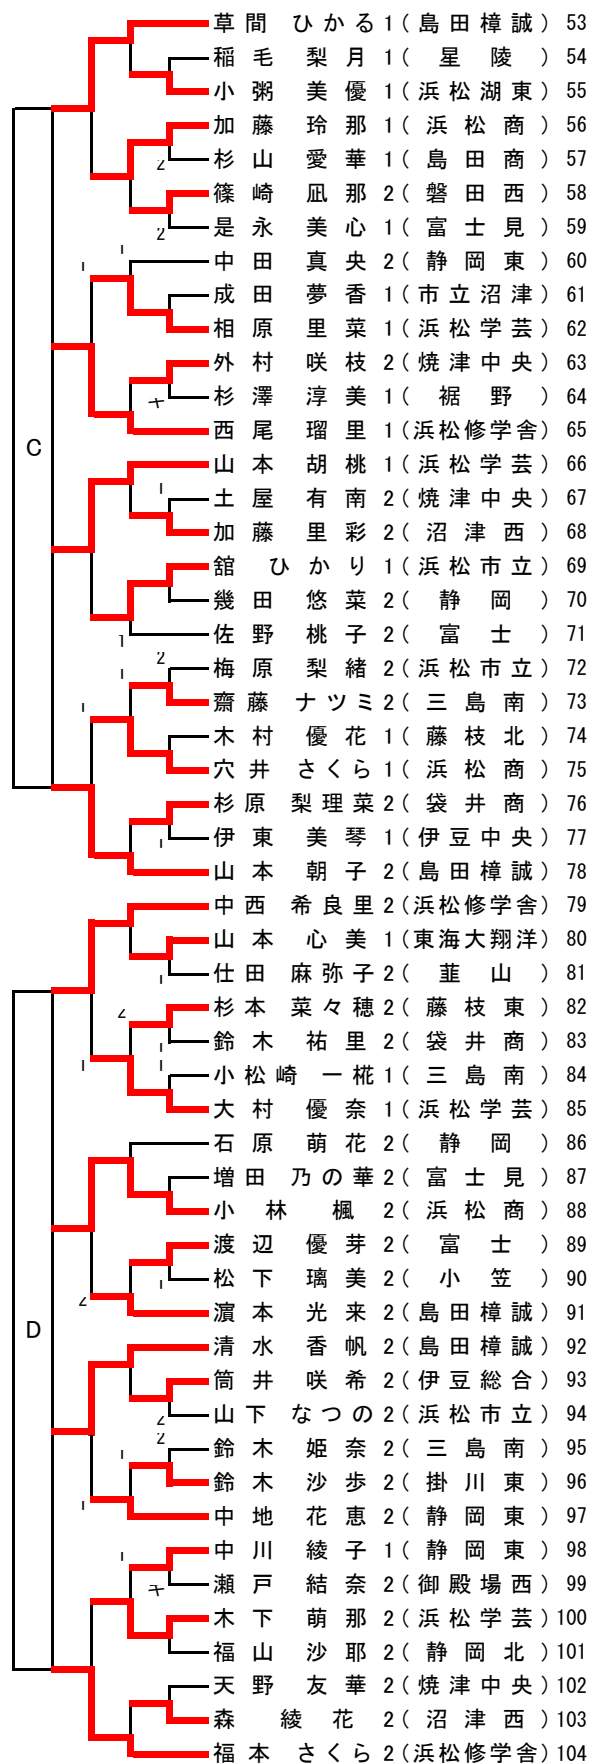 草間 ひかる 1 (島田樟誠) 53
稲毛 梨月 1 (星陵) 54
小粥 美優 1 (浜松湖東) 55
加藤 玲那 1 (浜松商) 56
2 杉山 愛華 1 (島田商) 57
篠崎 凪那 2 (磐田西) 58
2 是永 美心 1 (富士見) 59
中田 真央 2 (静岡東) 60
成田 夢香 1 (市立沼津) 61
相原 里菜 1 (浜松学芸) 62
外村 咲枝 2 (焼津中央) 63
杉澤 淳美 1 (裾野) 64
西尾 瑠里 1 (浜松修学舎) 65
C
山本 胡桃 1 (浜松学芸) 66
土屋 有南 2 (焼津中央) 67
加藤 里彩 2 (沼津西) 68
舘 ひかり 1 (浜松市立) 69
幾田 悠菜 2 (静岡) 70
1 佐野 桃子 2 (富士) 71
2 梅原 梨緒 2 (浜松市立) 72
齋藤 ナツミ 2 (三島南) 73
木村 優花 1 (藤枝北) 74
穴井 さくら 1 (浜松商) 75
杉原 梨理菜 2 (袋井商) 76
伊東 美琴 1 (伊豆中央) 77
山本 朝子 2 (島田樟誠) 78
中西 希良里 2 (浜松修学舎) 79
山本 心美 1 (東海大翔洋) 80
仕田 麻弥子 2 (韮山) 81
2 杉本 菜々穂 2 (藤枝東) 82
鈴木 祐里 2 (袋井商) 83
小松崎 一椛 1 (三島南) 84
大村 優奈 1 (浜松学芸) 85
石原 萌花 2 (静岡) 86
増田 乃の華 2 (富士見) 87
小林 楓 2 (浜松商) 88
渡辺 優芽 2 (富士) 89
松下 璃美 2 (小笠) 90
2 濵本 光来 2 (島田樟誠) 91
D
清水 香帆 2 (島田樟誠) 92
筒井 咲希 2 (伊豆総合) 93
2 山下 なつの 2 (浜松市立) 94
2 鈴木 姫奈 2 (三島南) 95
鈴木 沙歩 2 (掛川東) 96
中地 花恵 2 (静岡東) 97
中川 綾子 1 (静岡東) 98
瀬戸 結奈 2 (御殿場西) 99
木下 萌那 2 (浜松学芸) 100
福山 沙耶 2 (静岡北) 101
天野 友華 2 (焼津中央) 102
森 綾花 2 (沼津西) 103
福本 さくら 2 (浜松修学舎) 104